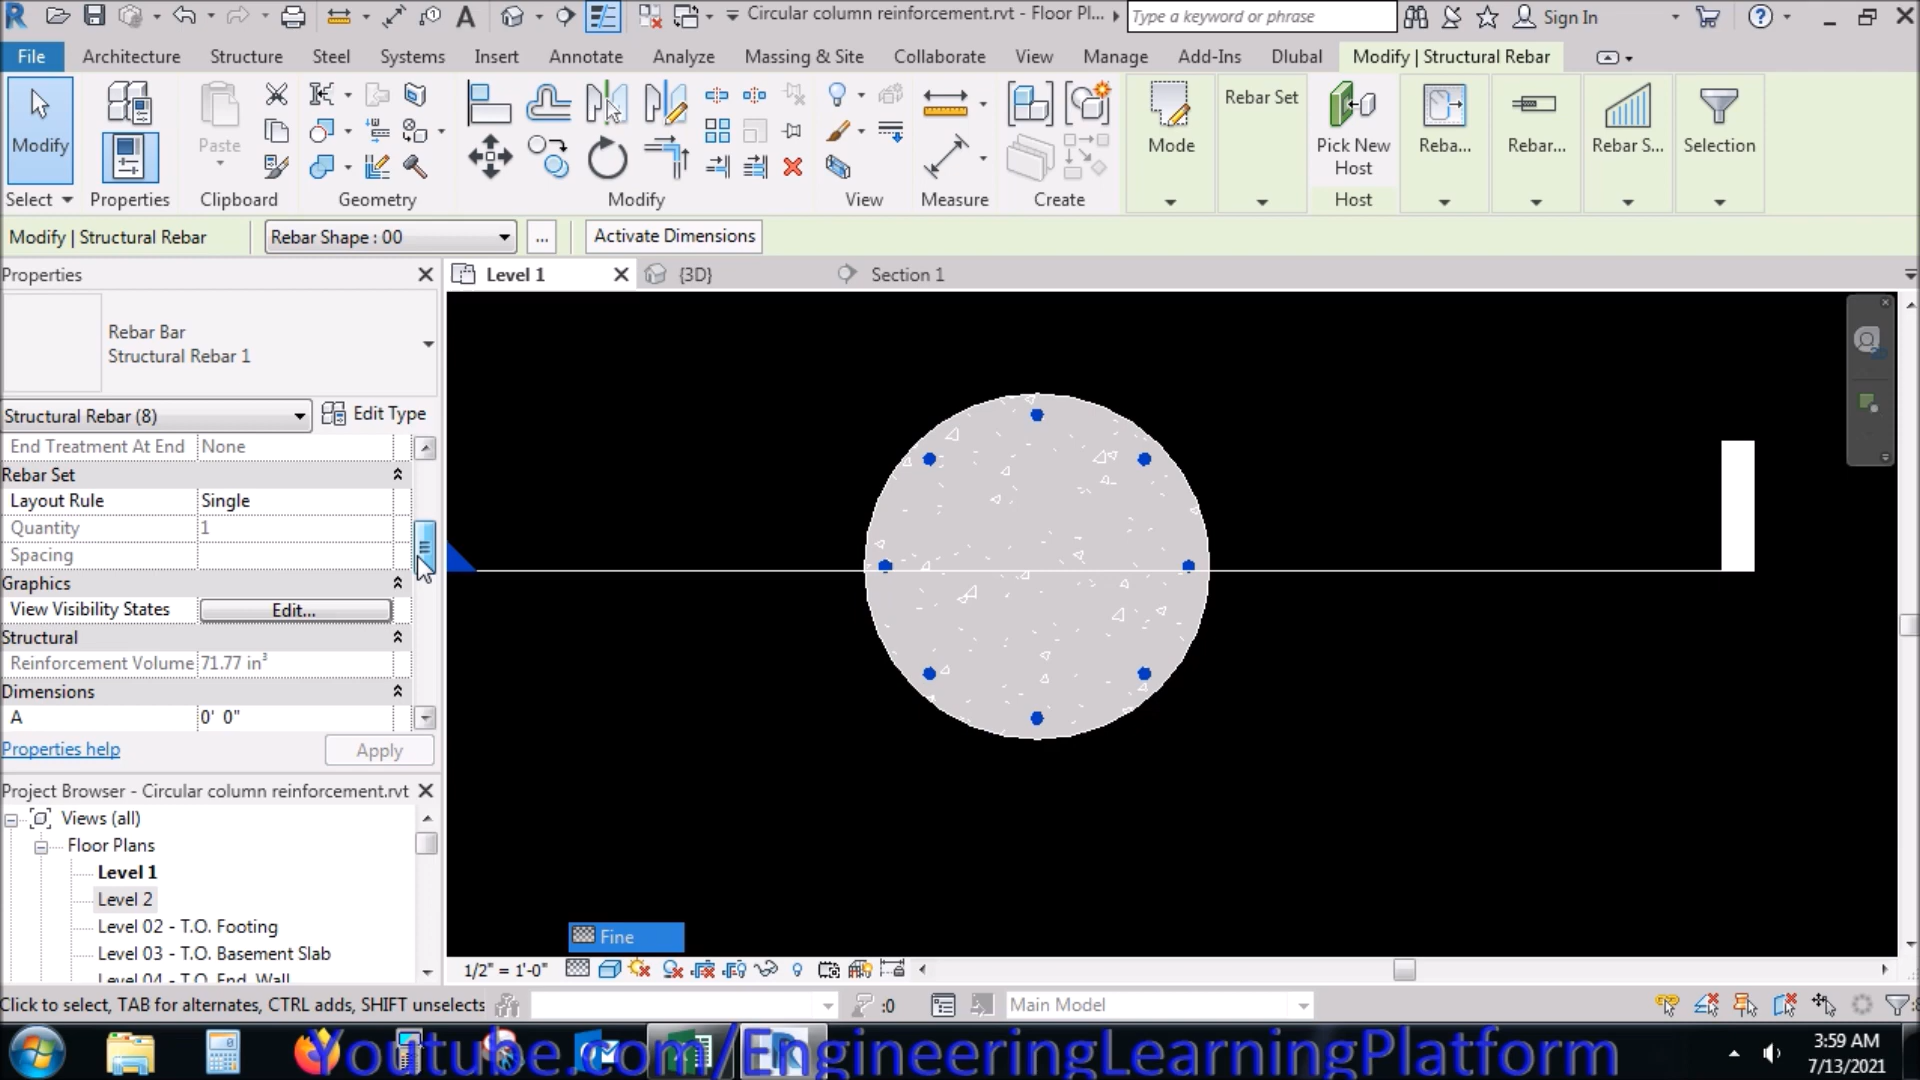 Circular column reinforcement.rvt - Floor Pl...
Type a keyword or phrase
Sign In
File Architecture Structure Steel Systems Insert Annotate Analyze Massing & Site Collaborate View Manage Add-Ins Dlubal Modify | Structural Rebar
Modify
Paste
Mode
Rebar Set
Pick New
Host
Reba...
Rebar...
Rebar S...
Selection
Select Properties Clipboard Geometry Modify View Measure Create Host
Modify | Structural Rebar
Rebar Shape : 00
...
Activate Dimensions
Properties
Level 1 {3D} Section 1
Rebar Bar
Structural Rebar 1
Structural Rebar (8)
Edit Type
End Treatment At End None
Rebar Set
Layout Rule Single
Quantity 1
Spacing
Graphics
View Visibility States Edit...
Structural
Reinforcement Volume 71.77 in³
Dimensions
A 0' 0"
Properties help
Apply
Project Browser - Circular column reinforcement.rvt
Views (all)
Floor Plans
Level 1
Level 2
Level 02 - T.O. Footing
Level 03 - T.O. Basement Slab
Level 04 - T.O. Fnd. Wall
Fine
1/2" = 1'-0"
Click to select, TAB for alternates, CTRL adds, SHIFT unselects
:0
Main Model
Youtube.com/EngineeringLearningPlatform
3:59 AM
7/13/2021